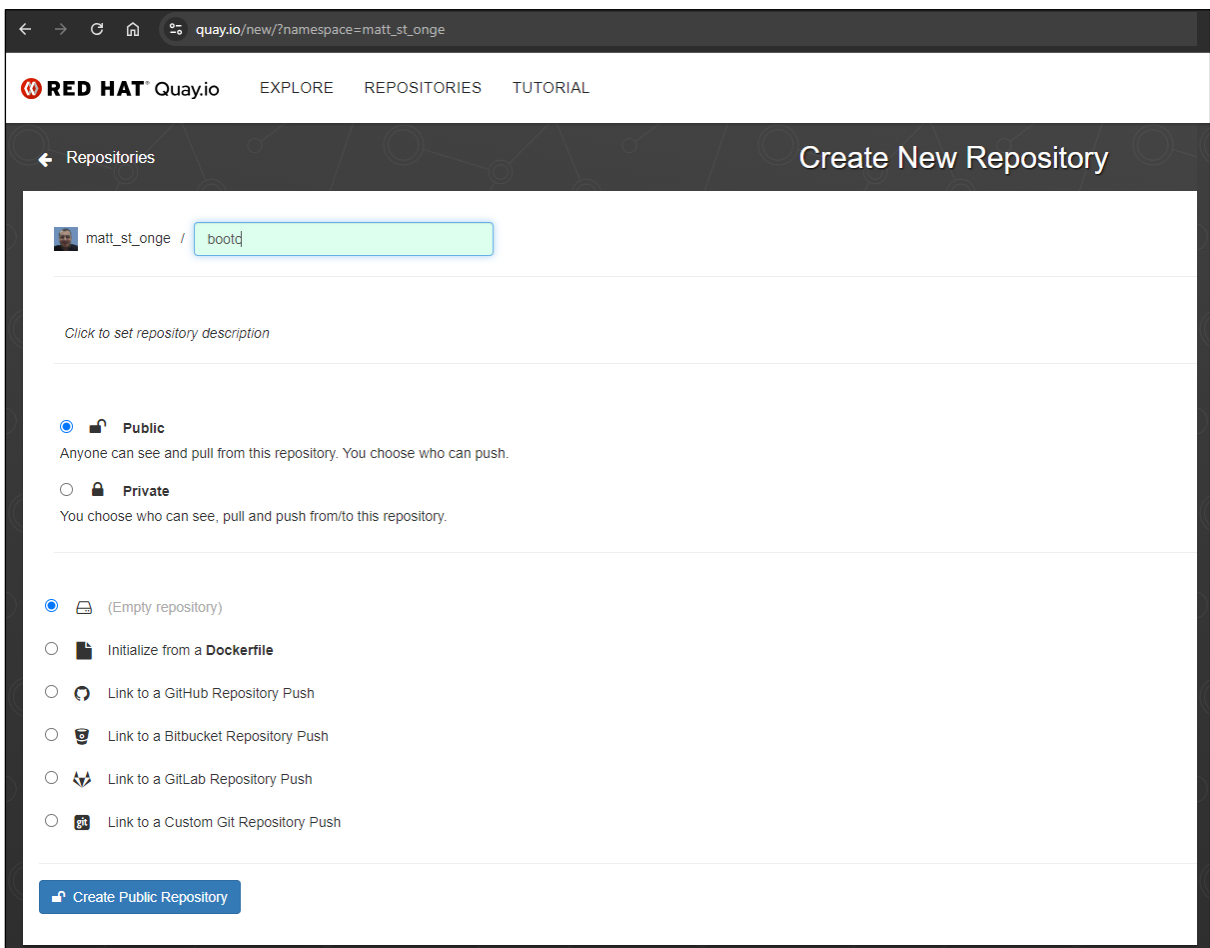 quay.io/new/?namespace=matt_st_onge
RED HAT® Quay.io EXPLORE REPOSITORIES TUTORIAL
Repositories
Create New Repository
matt_st_onge / bootc
Click to set repository description
Public
Anyone can see and pull from this repository. You choose who can push.
Private
You choose who can see, pull and push from/to this repository.
(Empty repository)
Initialize from a Dockerfile
Link to a GitHub Repository Push
Link to a Bitbucket Repository Push
Link to a GitLab Repository Push
git Link to a Custom Git Repository Push
Create Public Repository